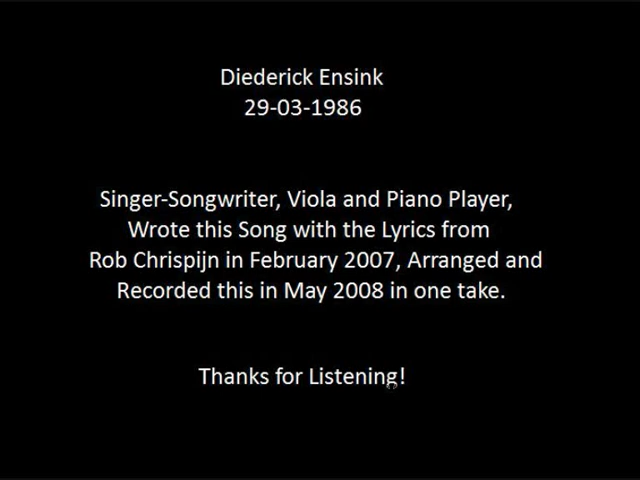 Diederick Ensink
29-03-1986
Singer-Songwriter, Viola and Piano Player,
Wrote this Song with the Lyrics from
Rob Chrispijn in February 2007, Arranged and
Recorded this in May 2008 in one take.
Thanks for Listening!